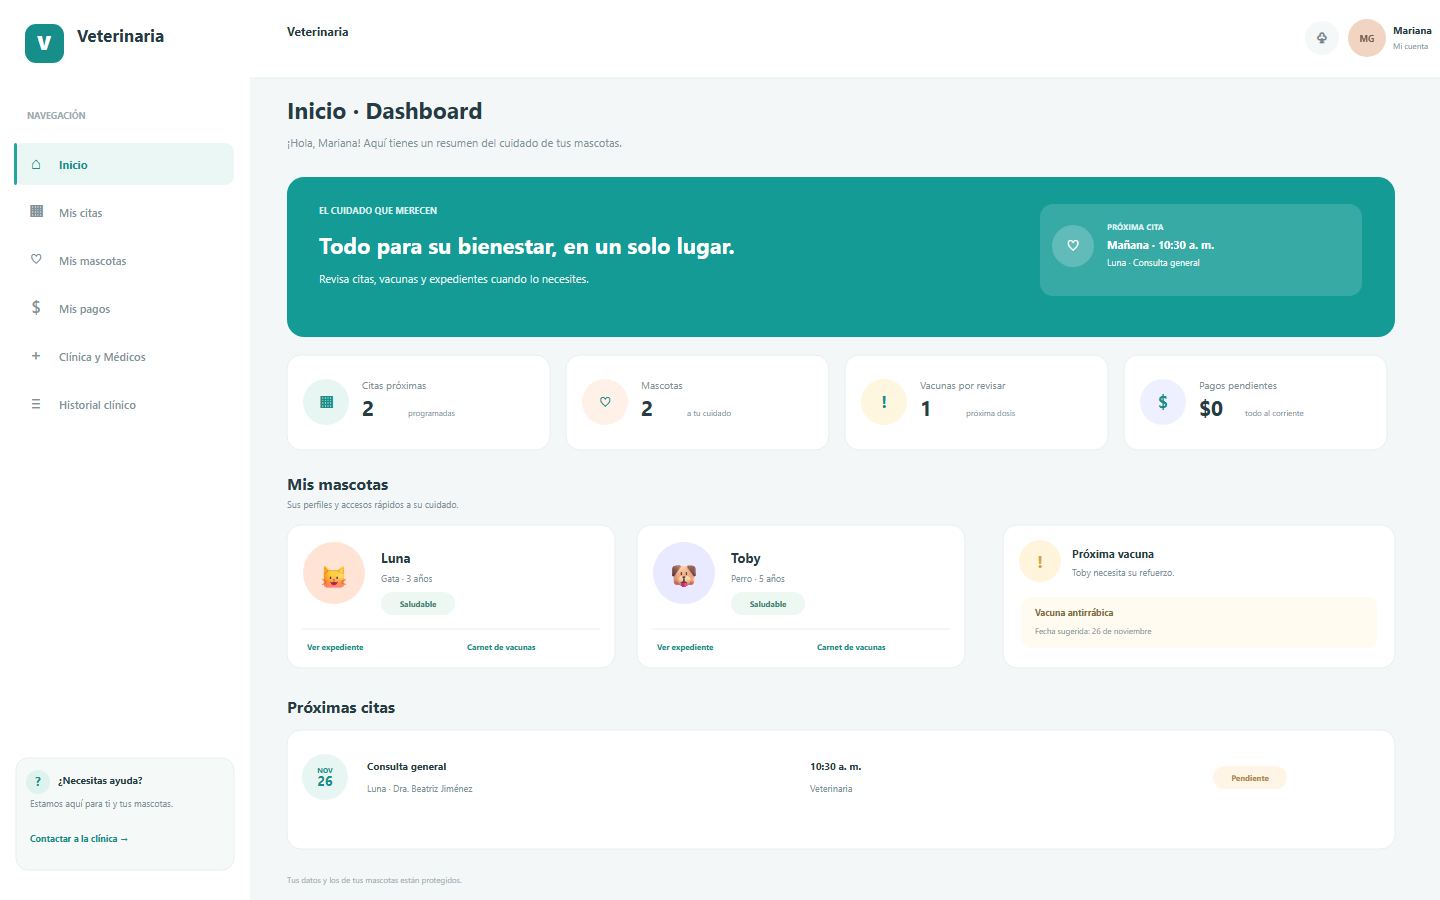 V Veterinaria
Veterinaria
MG
Mariana
Mi cuenta
NAVEGACIÓN
Inicio
Mis citas
Mis mascotas
$ Mis pagos
+ Clínica y Médicos
Historial clínico
? ¿Necesitas ayuda?
Estamos aquí para ti y tus mascotas.
Contactar a la clínica →
Inicio · Dashboard
¡Hola, Mariana! Aquí tienes un resumen del cuidado de tus mascotas.
EL CUIDADO QUE MERECEN
Todo para su bienestar, en un solo lugar.
Revisa citas, vacunas y expedientes cuando lo necesites.
PRÓXIMA CITA
Mañana · 10:30 a. m.
Luna · Consulta general
Citas próximas
2 programadas
Mascotas
2 a tu cuidado
!
Vacunas por revisar
1 próxima dosis
$
Pagos pendientes
$0 todo al corriente
Mis mascotas
Sus perfiles y accesos rápidos a su cuidado.
Luna
Gata · 3 años
Saludable
Ver expediente Carnet de vacunas
Toby
Perro · 5 años
Saludable
Ver expediente Carnet de vacunas
!
Próxima vacuna
Toby necesita su refuerzo.
Vacuna antirrábica
Fecha sugerida: 26 de noviembre
Próximas citas
NOV
26
Consulta general
Luna · Dra. Beatriz Jiménez
10:30 a. m.
Veterinaria
Pendiente
Tus datos y los de tus mascotas están protegidos.